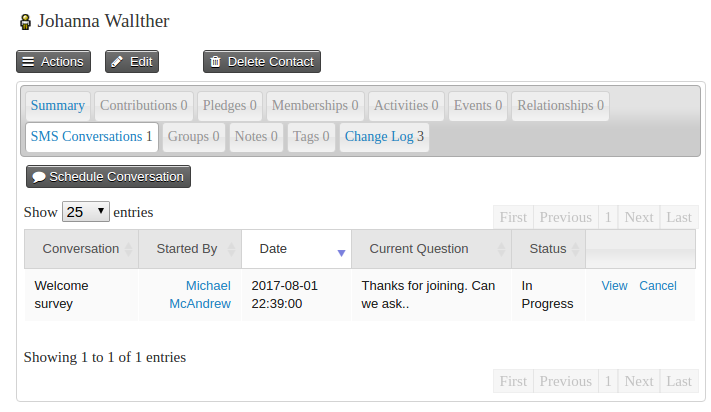 Johanna Wallther
Actions Edit Delete Contact
Summary Contributions 0 Pledges 0 Memberships 0 Activities 0 Events 0 Relationships 0
SMS Conversations 1 Groups 0 Notes 0 Tags 0 Change Log 3
Schedule Conversation
Show 25 entries
First Previous 1 Next Last
Conversation Started By Date Current Question Status
Welcome survey Michael McAndrew 2017-08-01 22:39:00 Thanks for joining. Can we ask.. In Progress View Cancel
Showing 1 to 1 of 1 entries
First Previous 1 Next Last